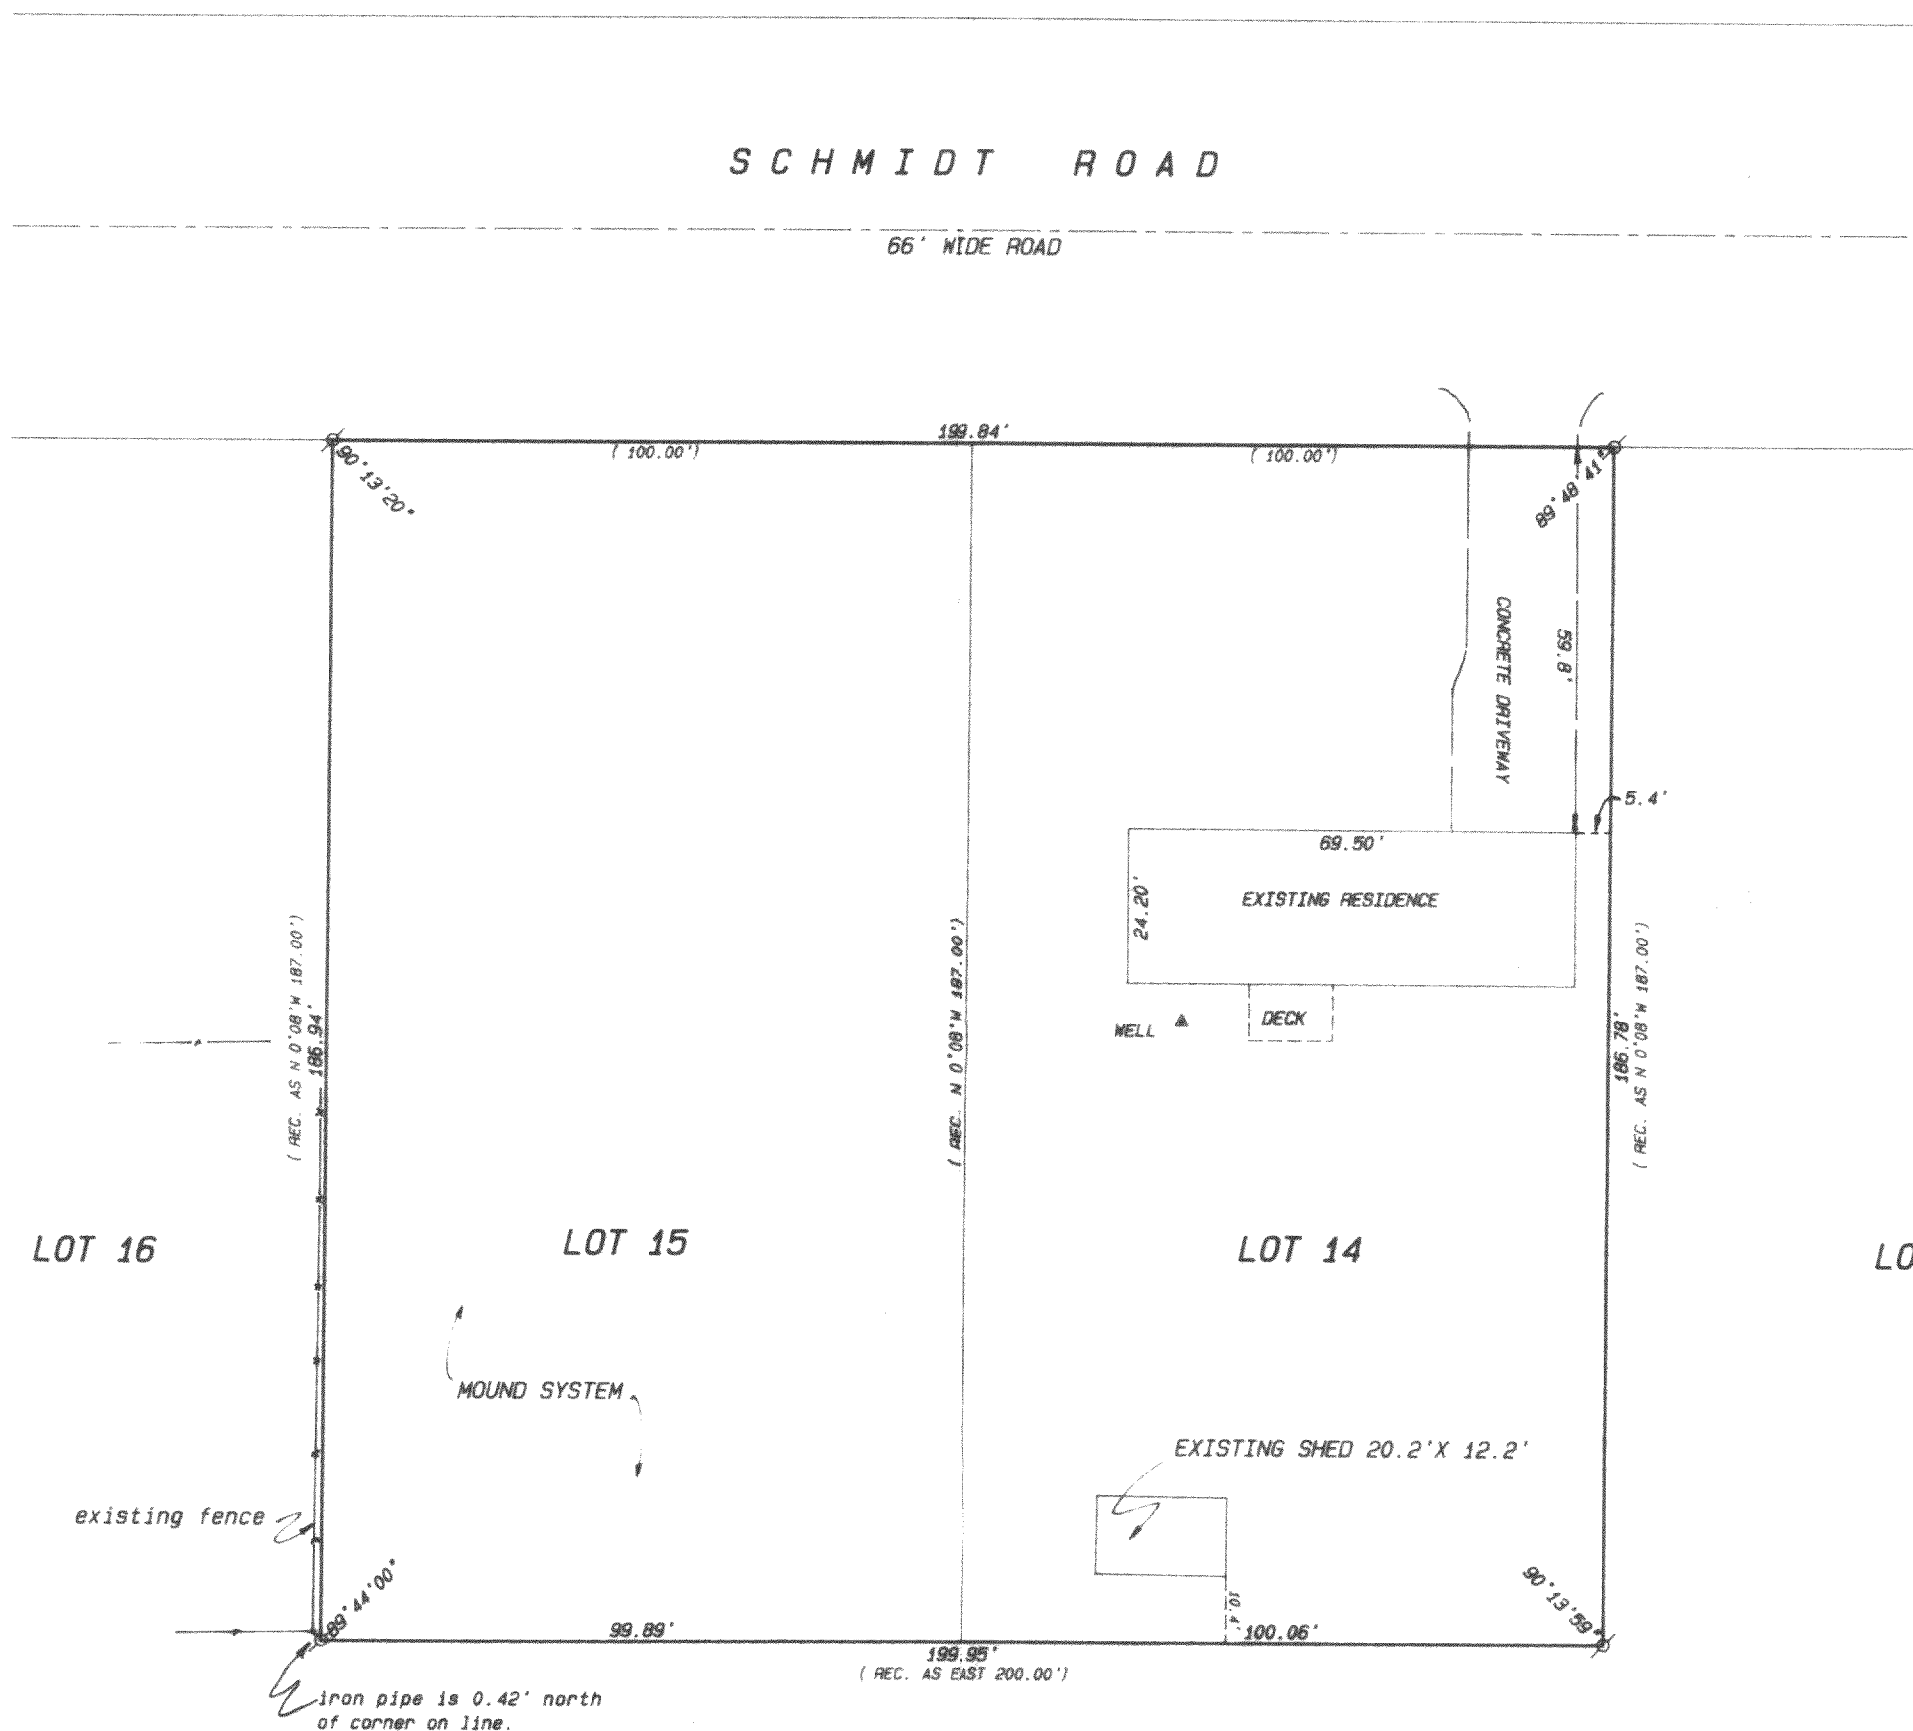 SCHMIDT ROAD
66' WIDE ROAD
199.84'
( 100.00')
( 100.00')
90°13'20"
89°48'41"
CONCRETE DRIVEWAY
59.8'
5.4'
69.50'
24.20'
EXISTING RESIDENCE
( REC. AS N 0°08'W 187.00')
186.94'
( REC. N 0°08'W 187.00')
WELL
DECK
186.78'
( REC. AS N 0°08'W 187.00')
LOT 16
LOT 15
LOT 14
LO
MOUND SYSTEM
EXISTING SHED 20.2'X 12.2'
existing fence
89°44'00"
90°13'59"
10.4'
99.89'
100.06'
199.95'
( REC. AS EAST 200.00')
iron pipe is 0.42' north
of corner on line.